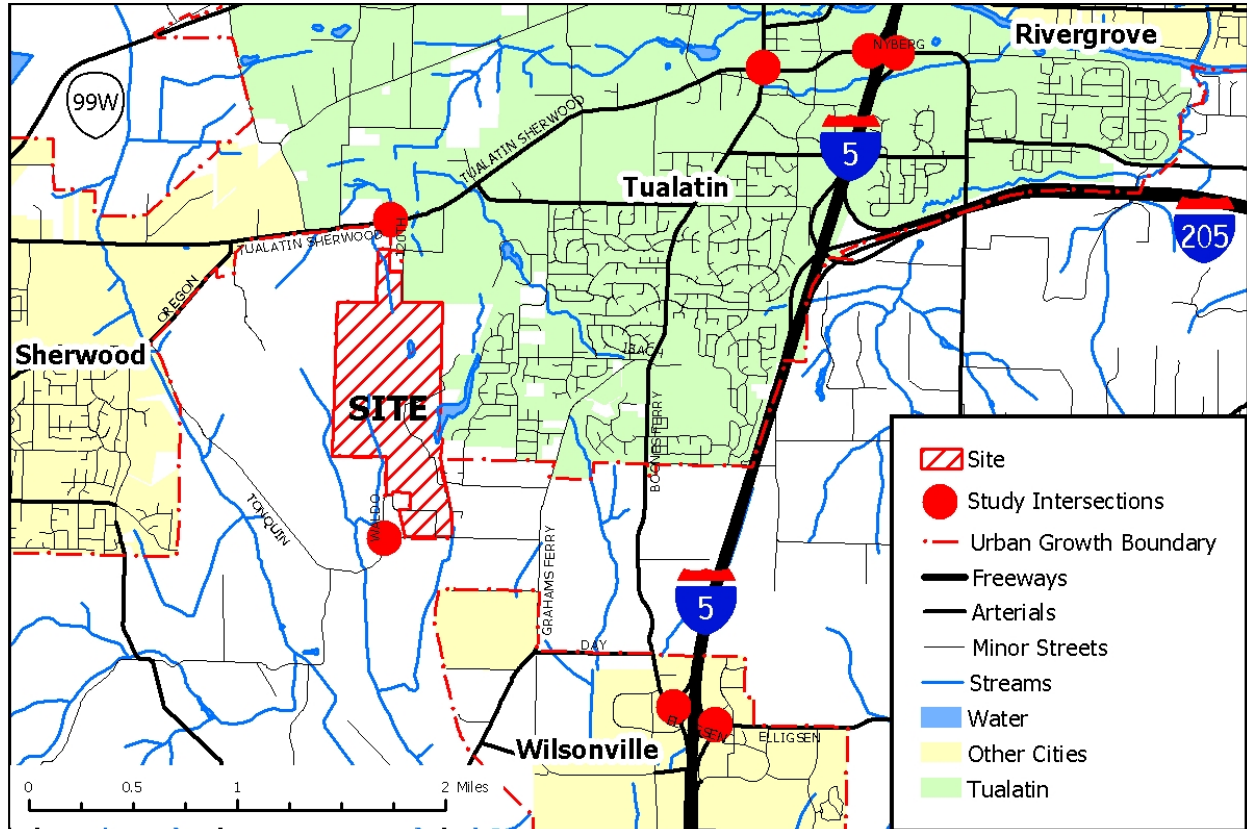 Rivergrove
NYBERG
99W
TUALATIN SHERWOOD
5
Tualatin
205
120TH
TUALATIN SHERWOOD
OREGON
Sherwood
IBACH
SITE
BOONES FERRY
TONQUIN
WALDO
GRAHAMS FERRY
5
DAY
ELLIGSEN
ELLIGSEN
Wilsonville
0 0.5 1 2 Miles
Site
Study Intersections
Urban Growth Boundary
Freeways
Arterials
Minor Streets
Streams
Water
Other Cities
Tualatin